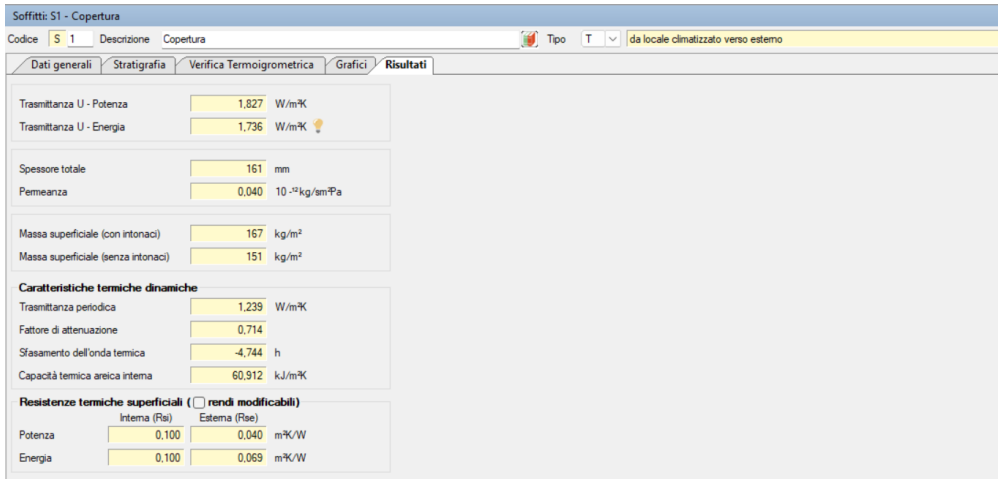 Soffitti: S1 - Copertura
Codice S 1 Descrizione Copertura Tipo T da locale climatizzato verso esterno
Dati generali Stratigrafia Verifica Termoigrometrica Grafici Risultati
Trasmittanza U - Potenza 1,827 W/m²K
Trasmittanza U - Energia 1,736 W/m²K
Spessore totale 161 mm
Permeanza 0,040 10 -¹²kg/sm²Pa
Massa superficiale (con intonaci) 167 kg/m²
Massa superficiale (senza intonaci) 151 kg/m²
Caratteristiche termiche dinamiche
Trasmittanza periodica 1,239 W/m²K
Fattore di attenuazione 0,714
Sfasamento dell'onda termica -4,744 h
Capacità termica areica interna 60,912 kJ/m²K
Resistenze termiche superficiali ( rendi modificabili)
Interna (Rsi) Esterna (Rse)
Potenza 0,100 0,040 m²K/W
Energia 0,100 0,069 m²K/W